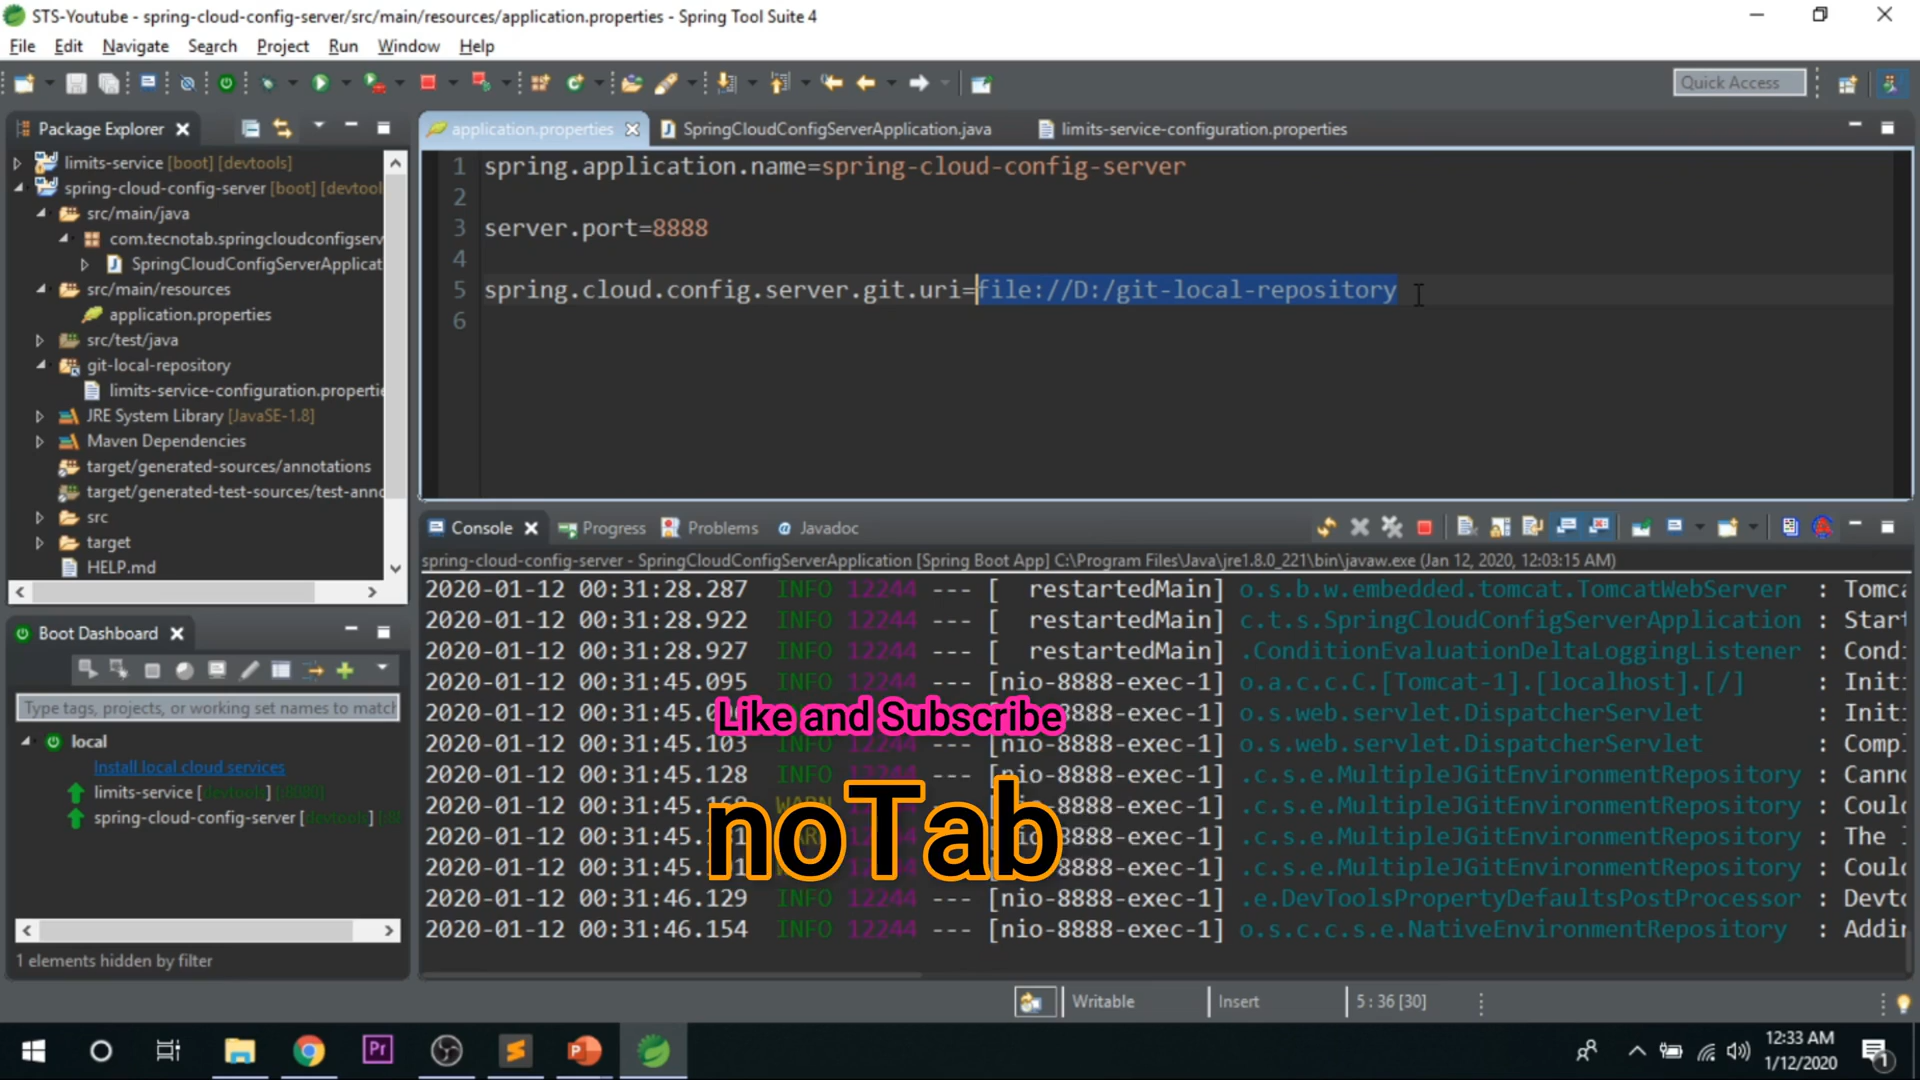 STS-Youtube - spring-cloud-config-server/src/main/resources/application.properties - Spring Tool Suite 4
File Edit Navigate Search Project Run Window Help
Quick Access
Package Explorer
application.properties
SpringCloudConfigServerApplication.java
limits-service-configuration.properties
limits-service [boot] [devtools]
spring-cloud-config-server [boot] [devtool
src/main/java
com.tecnotab.springcloudconfigserv
SpringCloudConfigServerApplicat
src/main/resources
application.properties
src/test/java
git-local-repository
limits-service-configuration.propertie
JRE System Library [JavaSE-1.8]
Maven Dependencies
target/generated-sources/annotations
target/generated-test-sources/test-anno
src
target
HELP.md
1 spring.application.name=spring-cloud-config-server
2
3 server.port=8888
4
5 spring.cloud.config.server.git.uri=file://D:/git-local-repository
6
Console Progress Problems @ Javadoc
spring-cloud-config-server - SpringCloudConfigServerApplication [Spring Boot App] C:\Program Files\Java\jre1.8.0_221\bin\javaw.exe (Jan 12, 2020, 12:03:15 AM)
2020-01-12 00:31:28.287 INFO 12244 --- [ restartedMain] o.s.b.w.embedded.tomcat.TomcatWebServer : Tomca
2020-01-12 00:31:28.922 INFO 12244 --- [ restartedMain] c.t.s.SpringCloudConfigServerApplication : Start
2020-01-12 00:31:28.927 INFO 12244 --- [ restartedMain] .ConditionEvaluationDeltaLoggingListener : Condi
2020-01-12 00:31:45.095 INFO 12244 --- [nio-8888-exec-1] o.a.c.c.C.[Tomcat-1].[localhost].[/] : Init
[nio-8888-exec-1] o.s.web.servlet.DispatcherServlet : Init
2020-01-12 00:31:45.103 INFO 12244 --- [nio-8888-exec-1] o.s.web.servlet.DispatcherServlet : Compl
2020-01-12 00:31:45.128 INFO 12244 --- [nio-8888-exec-1] .c.s.e.MultipleJGitEnvironmentRepository : Canno
.c.s.e.MultipleJGitEnvironmentRepository : Coul
.c.s.e.MultipleJGitEnvironmentRepository : The
.c.s.e.MultipleJGitEnvironmentRepository : Coul
2020-01-12 00:31:46.129 INFO 12244 --- [nio-8888-exec-1] .e.DevToolsPropertyDefaultsPostProcessor : Devto
2020-01-12 00:31:46.154 INFO 12244 --- [nio-8888-exec-1] o.s.c.c.s.e.NativeEnvironmentRepository : Addin
Like and Subscribe
noTab
Boot Dashboard
Type tags, projects, or working set names to match
local
Install local cloud services
limits-service [devtools] [:8080]
spring-cloud-config-server [devtools] [:88
1 elements hidden by filter
Writable Insert 5 : 36 [30]
Pr
12:33 AM
1/12/2020
1